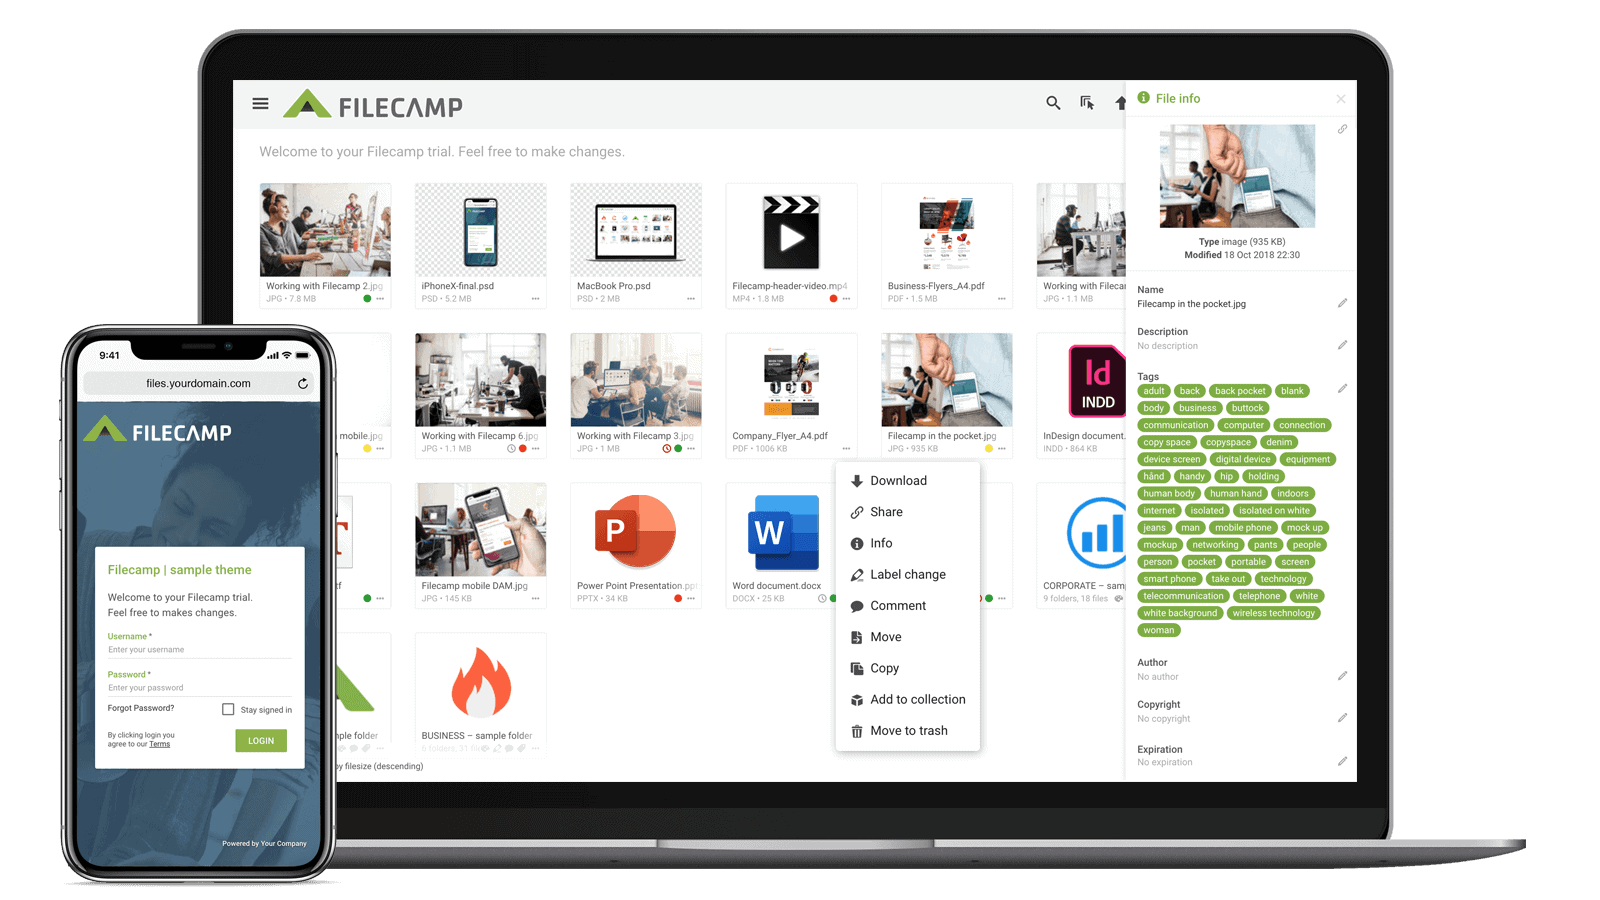 FILECAMP
Welcome to your Filecamp trial. Feel free to make changes.
Working with Filecamp 2.jpg
JPG • 7.8 MB
iPhoneX-final.psd
PSD • 5.2 MB
MacBook Pro.psd
PSD • 2 MB
Filecamp-header-video.mp4
MP4 • 1.8 MB
Business-Flyers_A4.pdf
PDF • 1.5 MB
Working with Filecamp
JPG • 1.1 MB
mobile.jpg
Working with Filecamp 6.jpg
JPG • 1.1 MB
Working with Filecamp 3.jpg
JPG • 1 MB
Company_Flyer_A4.pdf
PDF • 1006 KB
Filecamp in the pocket.jpg
JPG • 935 KB
Id
INDD
InDesign document.
INDD • 864 KB
Filecamp mobile DAM.jpg
JPG • 145 KB
P
Power Point Presentation.pptx
PPTX • 34 KB
W
Word document.docx
DOCX • 25 KB
CORPORATE – sam
9 folders, 18 files
folder
BUSINESS – sample folder
6 folders, 31 files
by filesize (descending)
Download
Share
Info
Label change
Comment
Move
Copy
Add to collection
Move to trash
File info
Type image (935 KB)
Modified 18 Oct 2018 22:30
Name
Filecamp in the pocket.jpg
Description
No description
Tags
adult back back pocket blank
body business buttock
communication computer connection
copy space copyspace denim
device screen digital device equipment
hånd handy hip holding
human body human hand indoors
internet isolated isolated on white
jeans man mobile phone mock up
mockup networking pants people
person pocket portable screen
smart phone take out technology
telecommunication telephone white
white background wireless technology
woman
Author
No author
Copyright
No copyright
Expiration
No expiration
9:41
files.yourdomain.com
FILECAMP
Filecamp | sample theme
Welcome to your Filecamp trial.
Feel free to makes changes.
Username *
Enter your username
Password *
Enter your password
Forgot Password?
Stay signed in
By clicking login you
agree to our Terms
LOGIN
Powered by Your Company